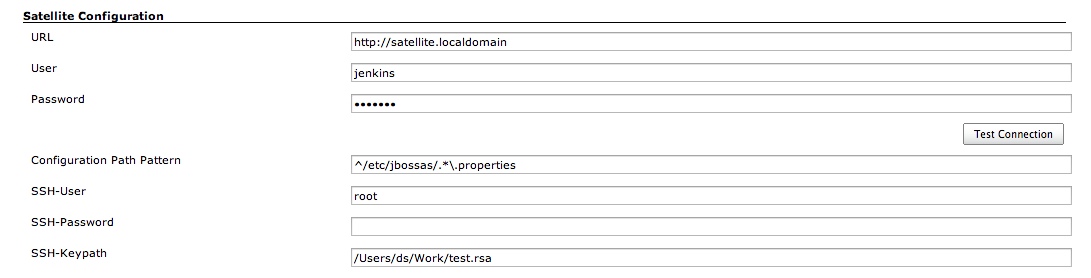 Satellite Configuration
URL http://satellite.localdomain
User jenkins
Password •••••••
Test Connection
Configuration Path Pattern ^/etc/jbossas/.*\.properties
SSH-User root
SSH-Password
SSH-Keypath /Users/ds/Work/test.rsa